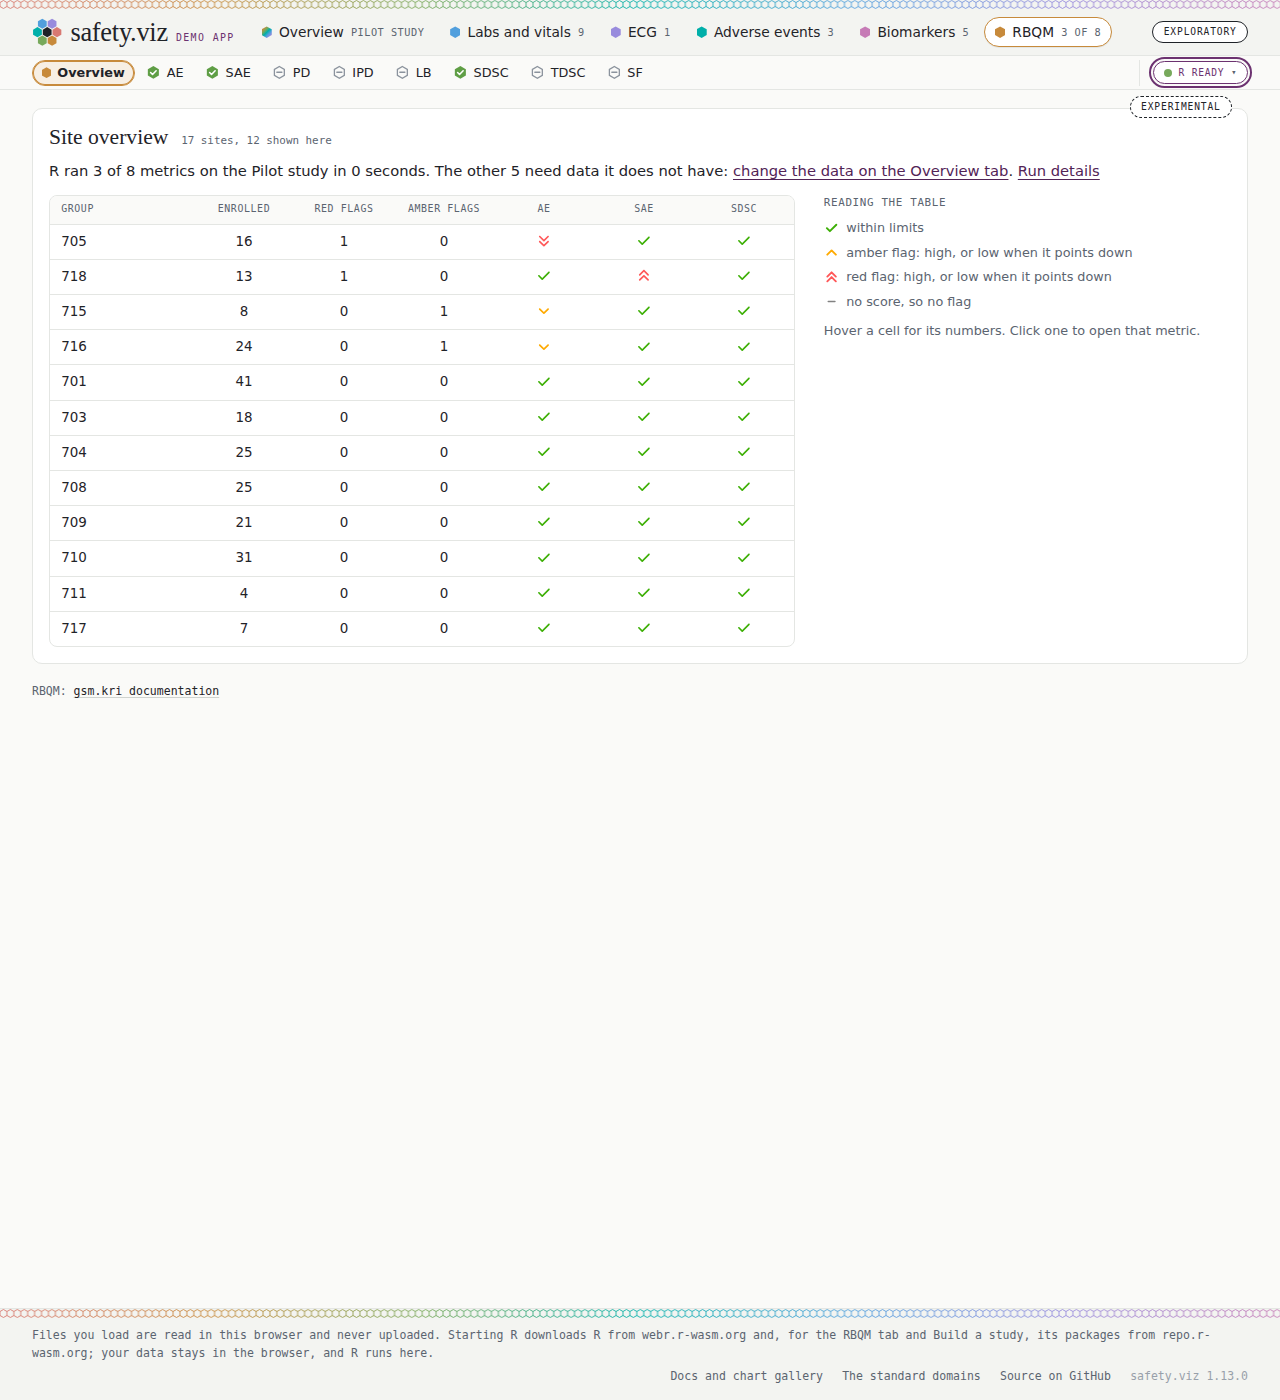 safety.viz DEMO APP
Overview PILOT STUDY
Labs and vitals 9
ECG 1
Adverse events 3
Biomarkers 5
RBQM 3 OF 8
EXPLORATORY
Overview AE SAE PD IPD LB SDSC TDSC SF
R READY ▾
EXPERIMENTAL
Site overview 17 sites, 12 shown here
R ran 3 of 8 metrics on the Pilot study in 0 seconds. The other 5 need data it does not have: change the data on the Overview tab. Run details
GROUP ENROLLED RED FLAGS AMBER FLAGS AE SAE SDSC
705 16 1 0
718 13 1 0
715 8 0 1
716 24 0 1
701 41 0 0
703 18 0 0
704 25 0 0
708 25 0 0
709 21 0 0
710 31 0 0
711 4 0 0
717 7 0 0
READING THE TABLE
within limits
amber flag: high, or low when it points down
red flag: high, or low when it points down
no score, so no flag
Hover a cell for its numbers. Click one to open that metric.
RBQM: gsm.kri documentation
Files you load are read in this browser and never uploaded. Starting R downloads R from webr.r-wasm.org and, for the RBQM tab and Build a study, its packages from repo.r-
wasm.org; your data stays in the browser, and R runs here.
Docs and chart gallery The standard domains Source on GitHub safety.viz 1.13.0